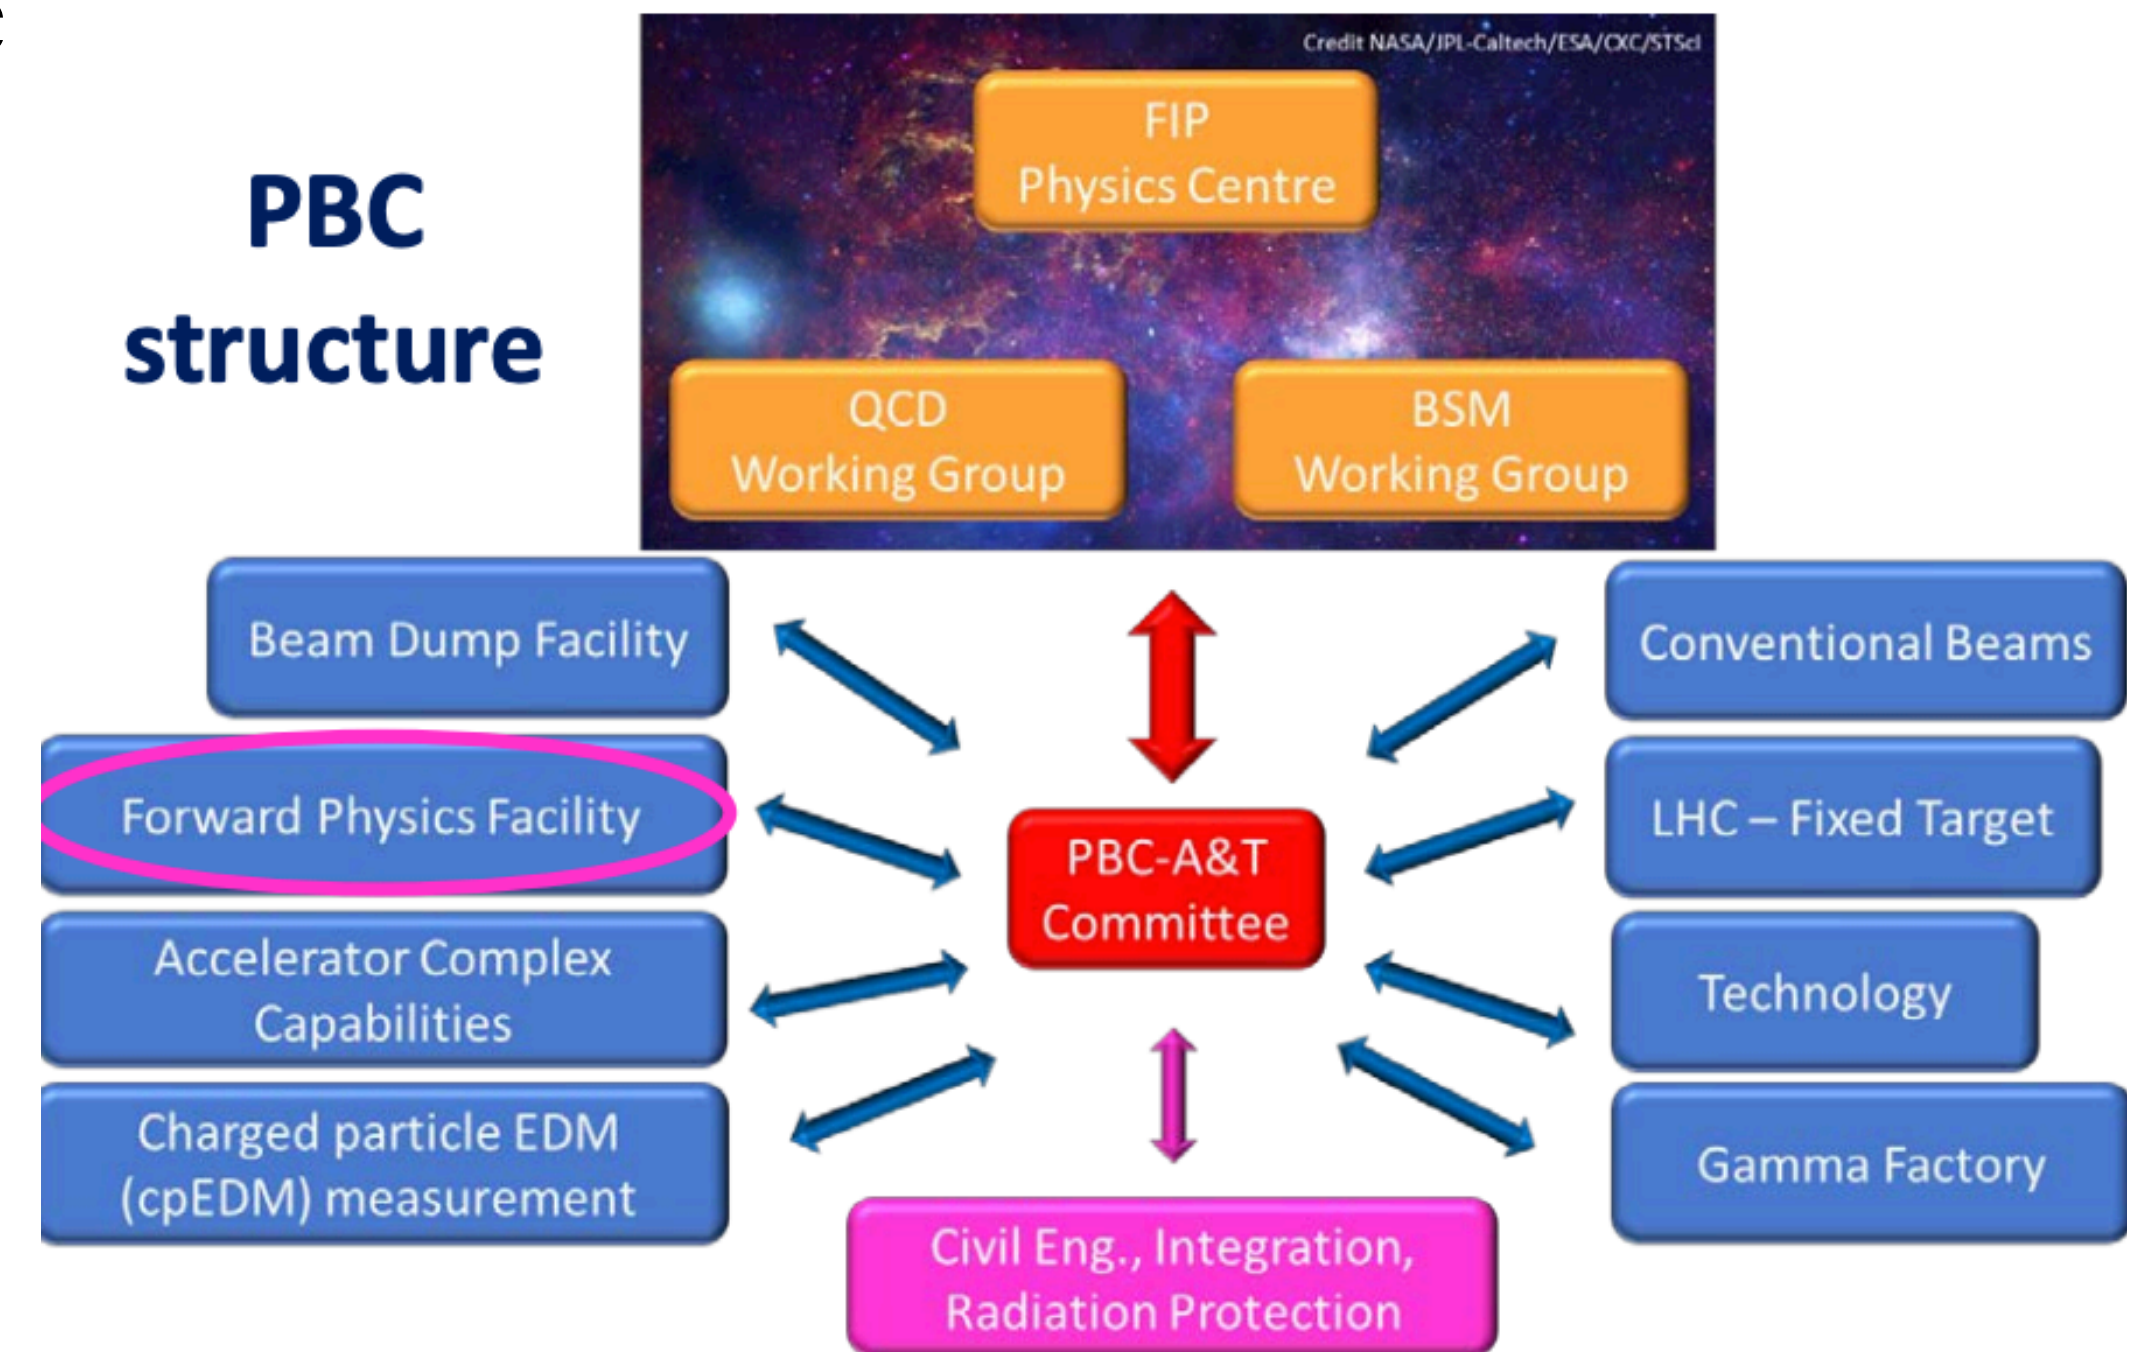 PBC
structure
Credit NASA/JPL-Caltech/ESA/CXC/STScI
FIP
Physics Centre
QCD
Working Group
BSM
Working Group
Beam Dump Facility
Forward Physics Facility
Accelerator Complex
Capabilities
Charged particle EDM
(cpEDM) measurement
PBC-A&T
Committee
Conventional Beams
LHC – Fixed Target
Technology
Gamma Factory
Civil Eng., Integration,
Radiation Protection